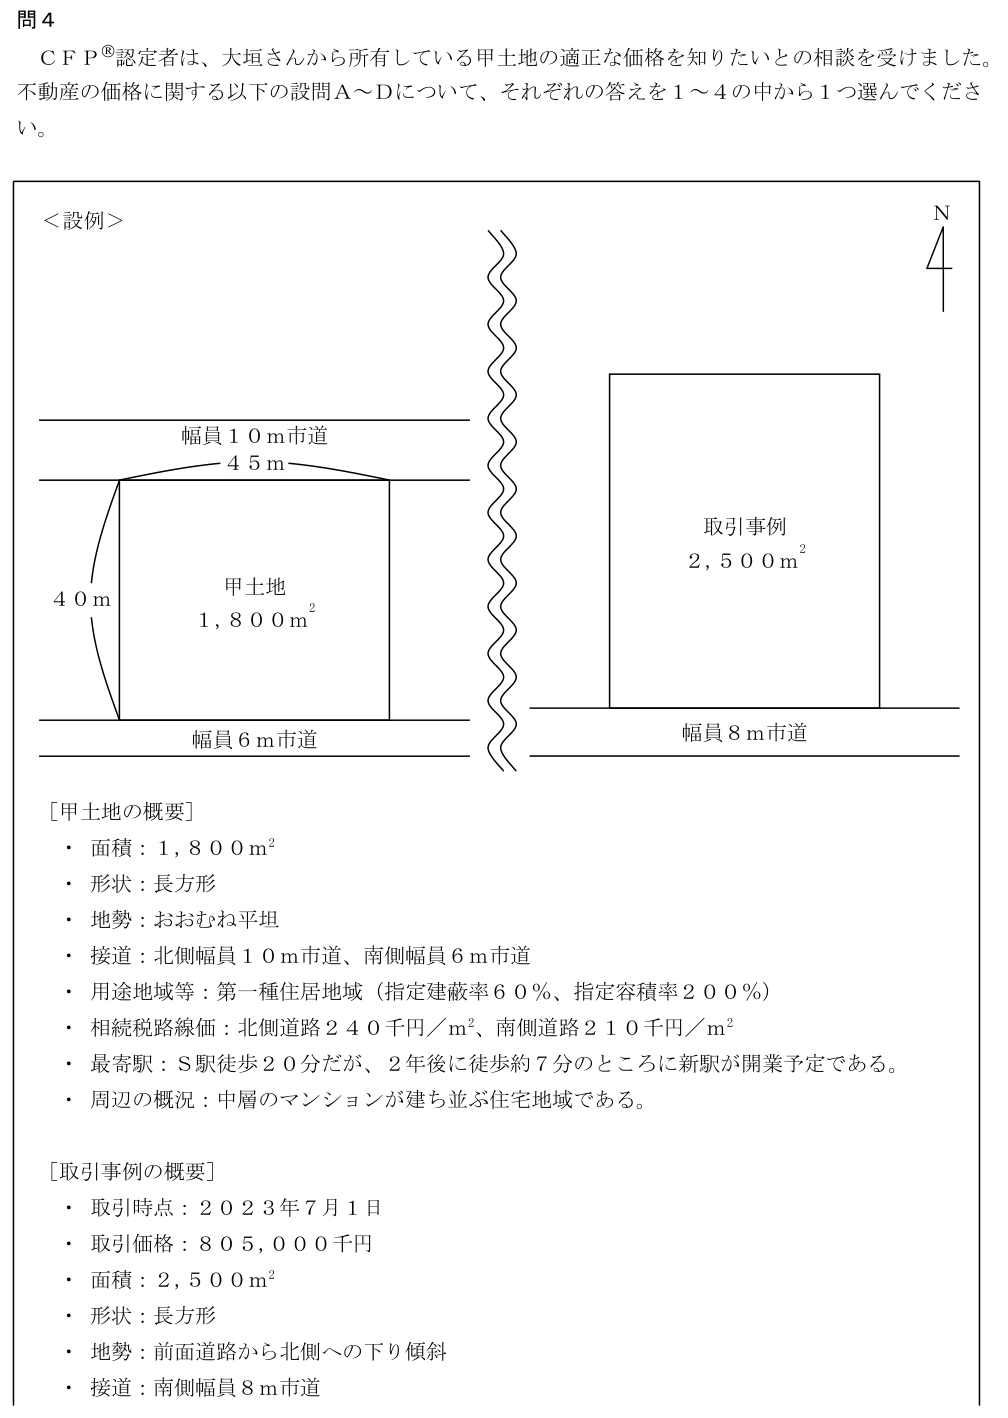 問４
ＣＦＰ®認定者は、大垣さんから所有している甲土地の適正な価格を知りたいとの相談を受けました。
不動産の価格に関する以下の設問Ａ～Ｄについて、それぞれの答えを１～４の中から１つ選んでくださ
い。
＜設例＞
Ｎ
幅員１０ｍ市道
４５ｍ
取引事例
２，５００ｍ²
甲土地
４０ｍ
１，８００ｍ²
幅員８ｍ市道
幅員６ｍ市道
［甲土地の概要］
・ 面積：１，８００ｍ²
・ 形状：長方形
・ 地勢：おおむね平坦
・ 接道：北側幅員１０ｍ市道、南側幅員６ｍ市道
・ 用途地域等：第一種住居地域（指定建蔽率６０％、指定容積率２００％）
・ 相続税路線価：北側道路２４０千円／ｍ²、南側道路２１０千円／ｍ²
・ 最寄駅：Ｓ駅徒歩２０分だが、２年後に徒歩約７分のところに新駅が開業予定である。
・ 周辺の概況：中層のマンションが建ち並ぶ住宅地域である。
［取引事例の概要］
・ 取引時点：２０２３年７月１日
・ 取引価格：８０５，０００千円
・ 面積：２，５００ｍ²
・ 形状：長方形
・ 地勢：前面道路から北側への下り傾斜
・ 接道：南側幅員８ｍ市道